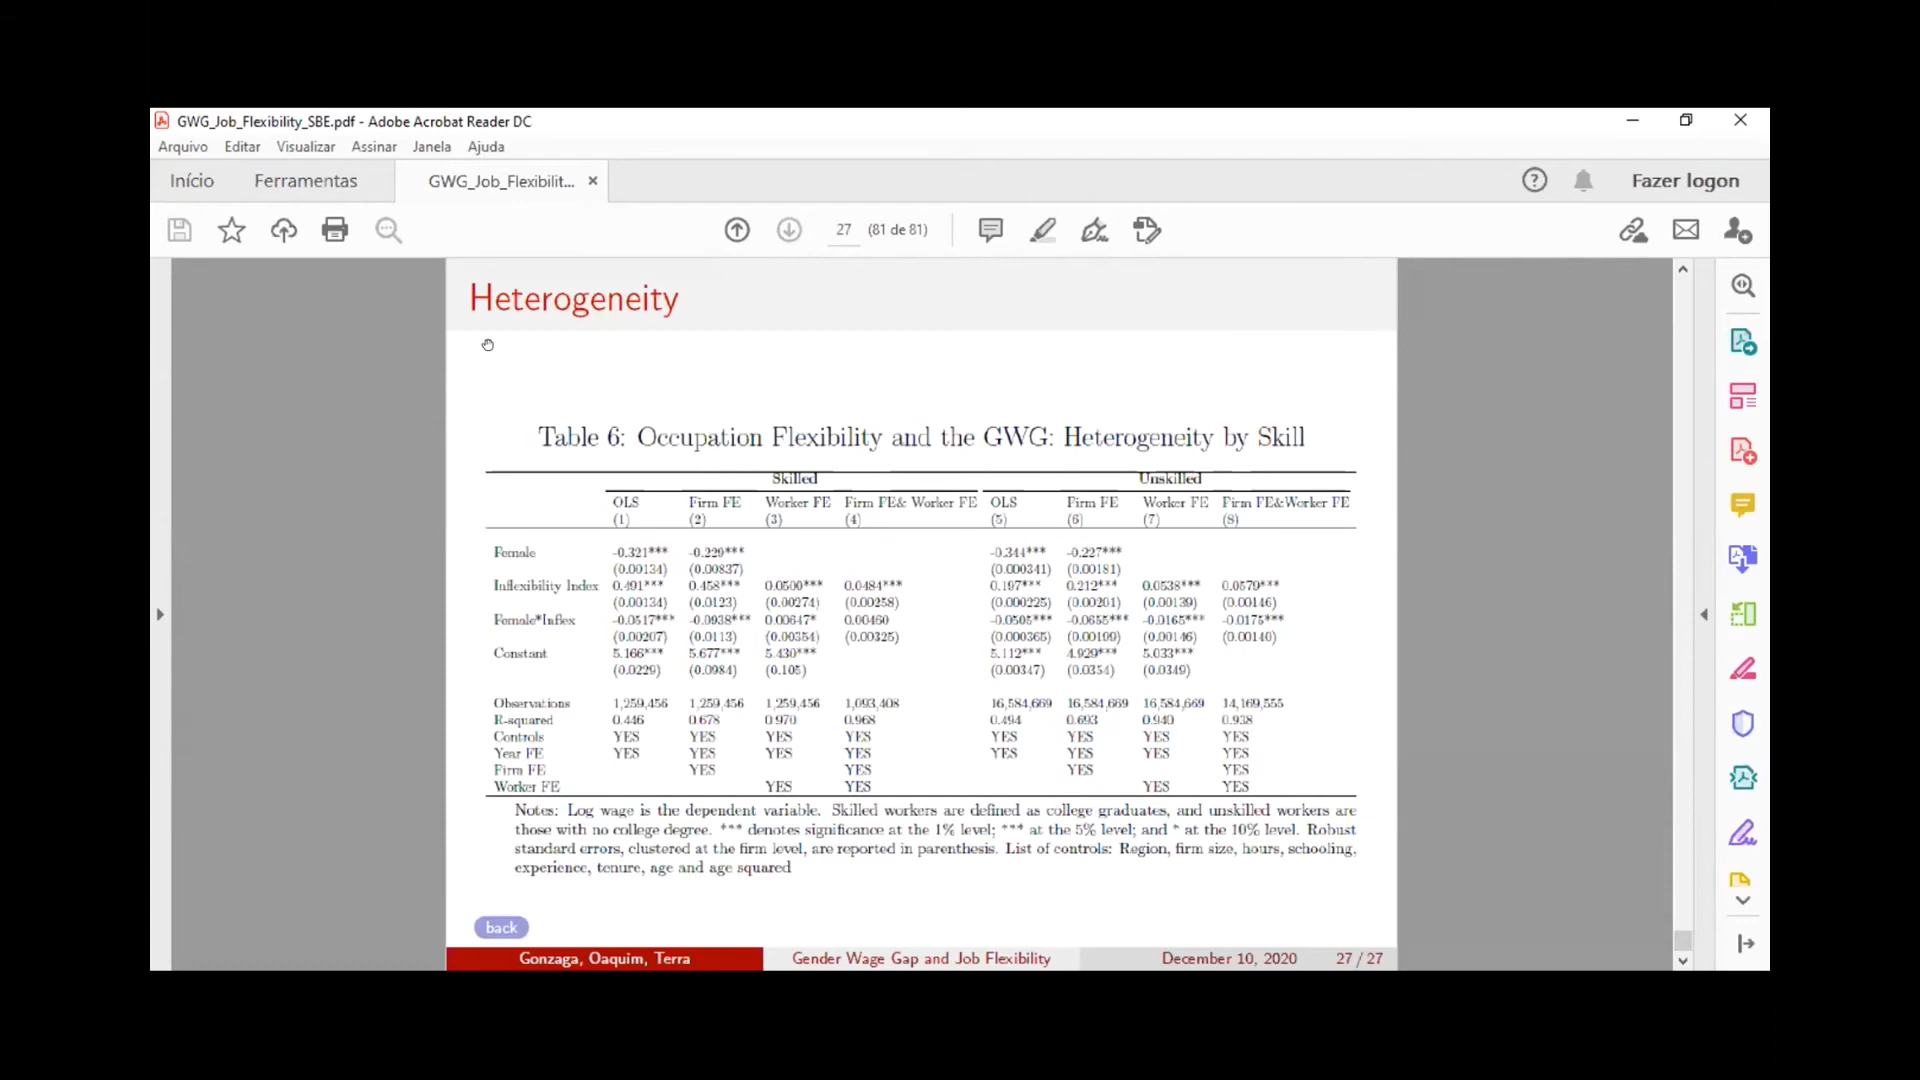 GWG_Job_Flexibility_SBE.pdf - Adobe Acrobat Reader DC
Arquivo Editar Visualizar Assinar Janela Ajuda
Início Ferramentas GWG_Job_Flexibilit... × Fazer logon
27 (81 de 81)
Heterogeneity
Table 6: Occupation Flexibility and the GWG: Heterogeneity by Skill
Skilled Unskilled
OLS Firm FE Worker FE Firm FE& Worker FE OLS Firm FE Worker FE Firm FE&Worker FE
(1) (2) (3) (4) (5) (6) (7) (8)
Female -0.321*** -0.229*** -0.344*** -0.227***
(0.00134) (0.00837) (0.000341) (0.00181)
Inflexibility Index 0.491*** 0.458*** 0.0500*** 0.0484*** 0.197*** 0.212*** 0.0538*** 0.0579***
(0.00134) (0.0123) (0.00274) (0.00258) (0.000225) (0.00201) (0.00139) (0.00146)
Female*Inflex -0.0517*** -0.0938*** 0.00647* 0.00460 -0.0505*** -0.0655*** -0.0165*** -0.0175***
(0.00207) (0.0113) (0.00354) (0.00325) (0.000365) (0.00199) (0.00146) (0.00140)
Constant 5.166*** 5.677*** 5.430*** 5.112*** 4.929*** 5.033***
(0.0229) (0.0984) (0.105) (0.00347) (0.0354) (0.0349)
Observations 1,259,456 1,259,456 1,259,456 1,093,408 16,584,669 16,584,669 16,584,669 14,169,555
R-squared 0.446 0.678 0.970 0.968 0.494 0.693 0.940 0.938
Controls YES YES YES YES YES YES YES YES
Year FE YES YES YES YES YES YES YES YES
Firm FE YES YES YES YES
Worker FE YES YES YES YES
Notes: Log wage is the dependent variable. Skilled workers are defined as college graduates, and unskilled workers are
those with no college degree. *** denotes significance at the 1% level; *** at the 5% level; and * at the 10% level. Robust
standard errors, clustered at the firm level, are reported in parenthesis. List of controls: Region, firm size, hours, schooling,
experience, tenure, age and age squared
back
Gonzaga, Oaquim, Terra Gender Wage Gap and Job Flexibility December 10, 2020 27 / 27